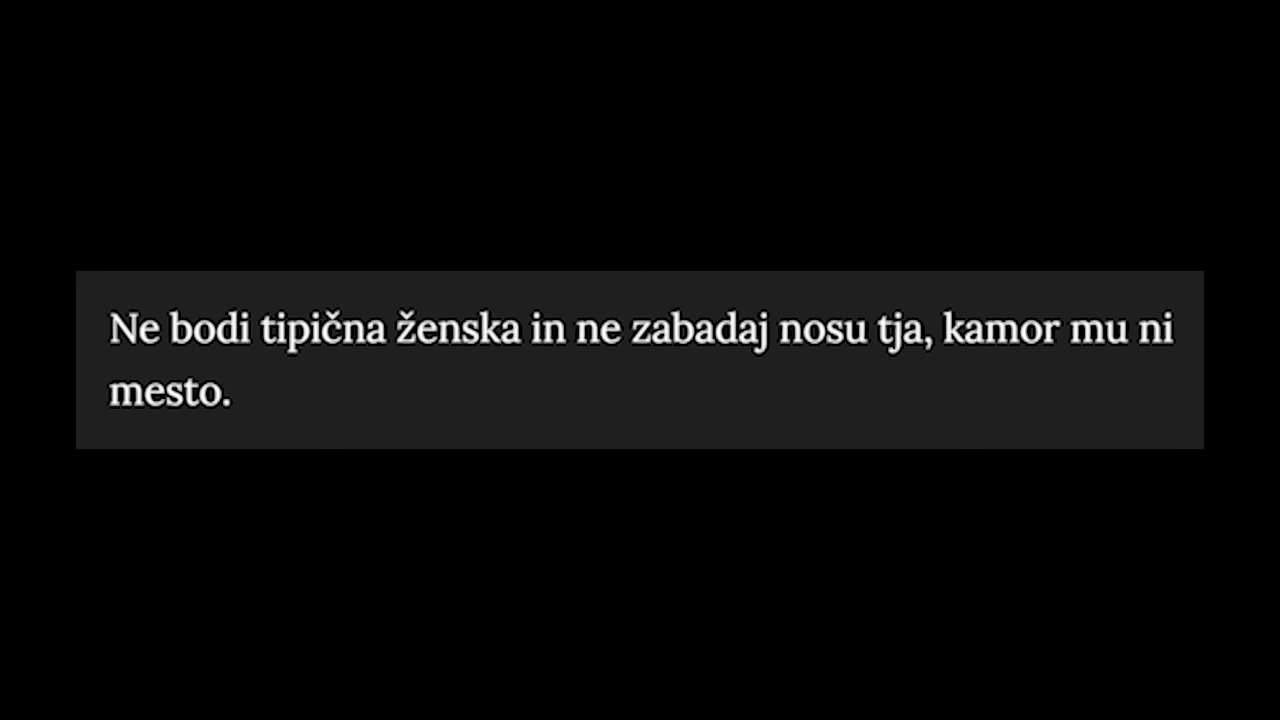 Ne bodi tipična ženska in ne zabadaj nosu tja, kamor mu ni
mesto.